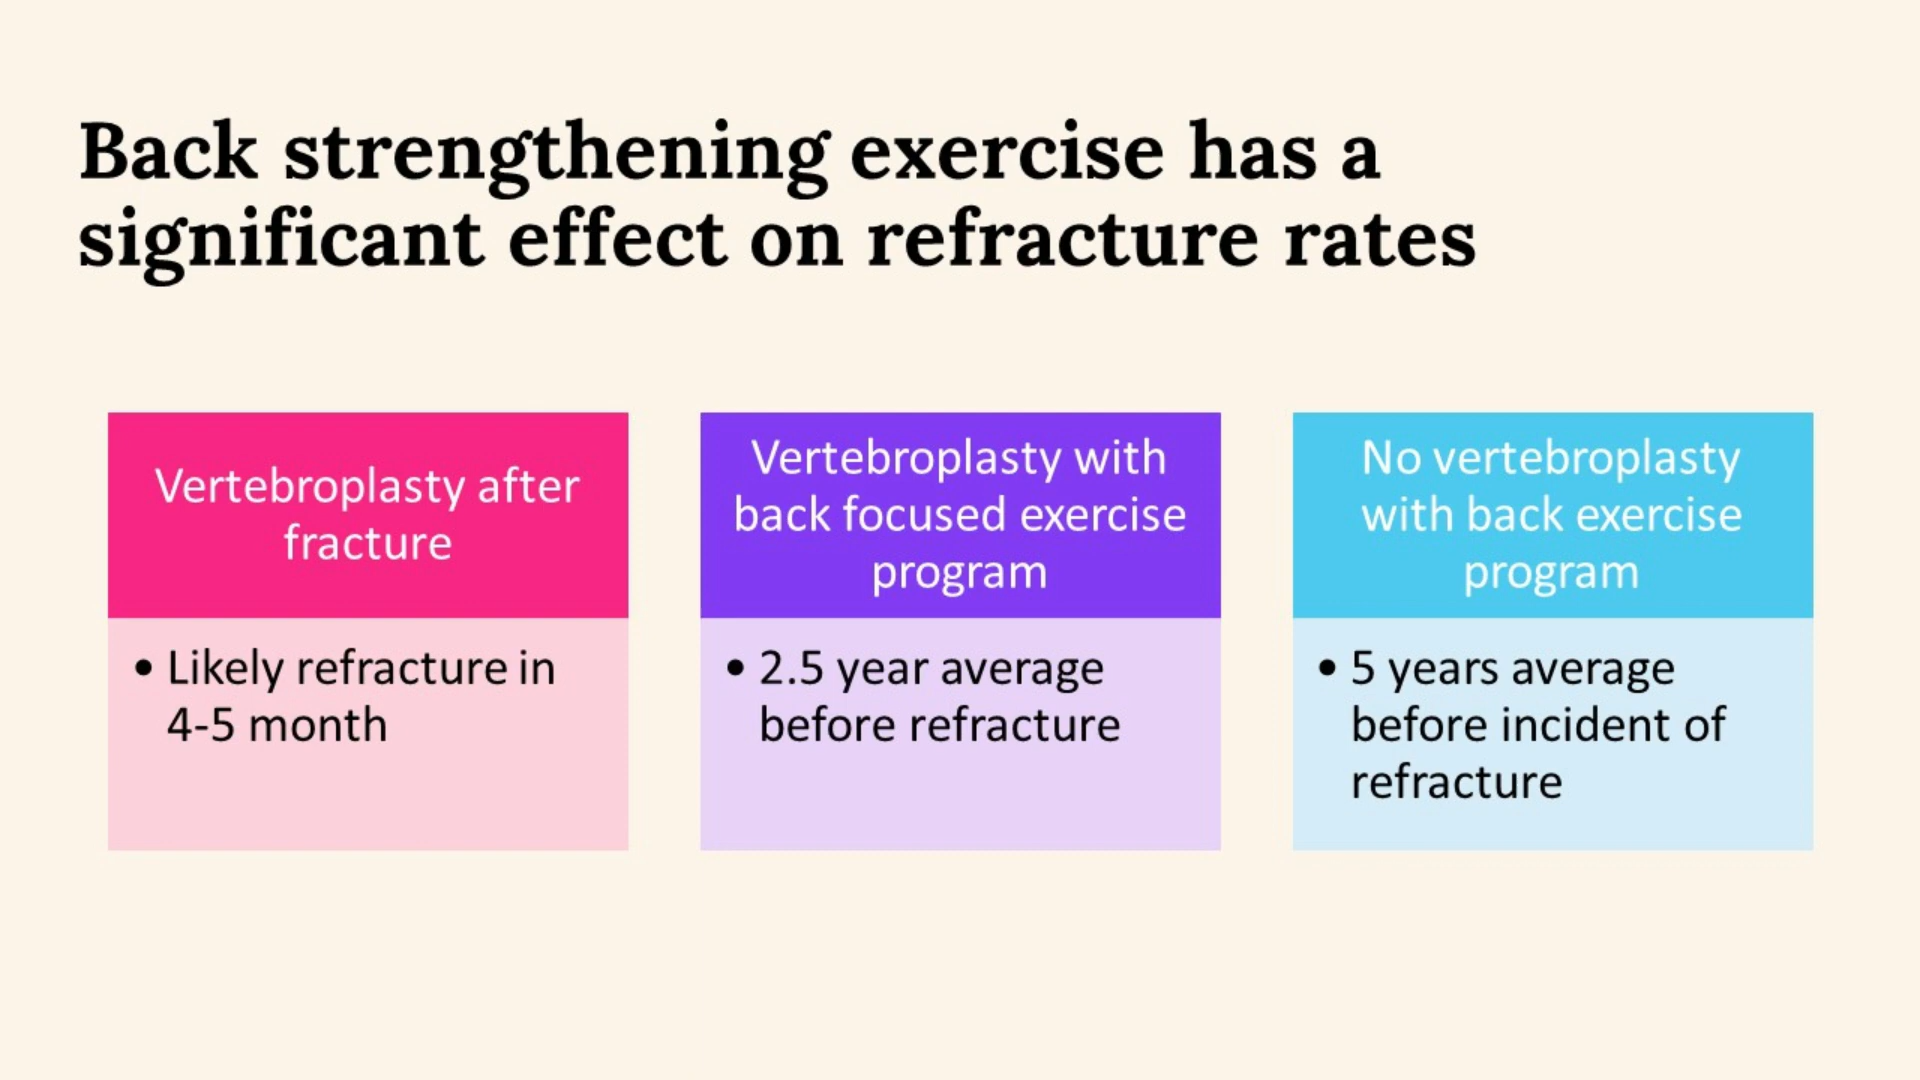 Back strengthening exercise has a
significant effect on refracture rates
Vertebroplasty after
fracture
• Likely refracture in
4-5 month
Vertebroplasty with
back focused exercise
program
• 2.5 year average
before refracture
No vertebroplasty
with back exercise
program
• 5 years average
before incident of
refracture